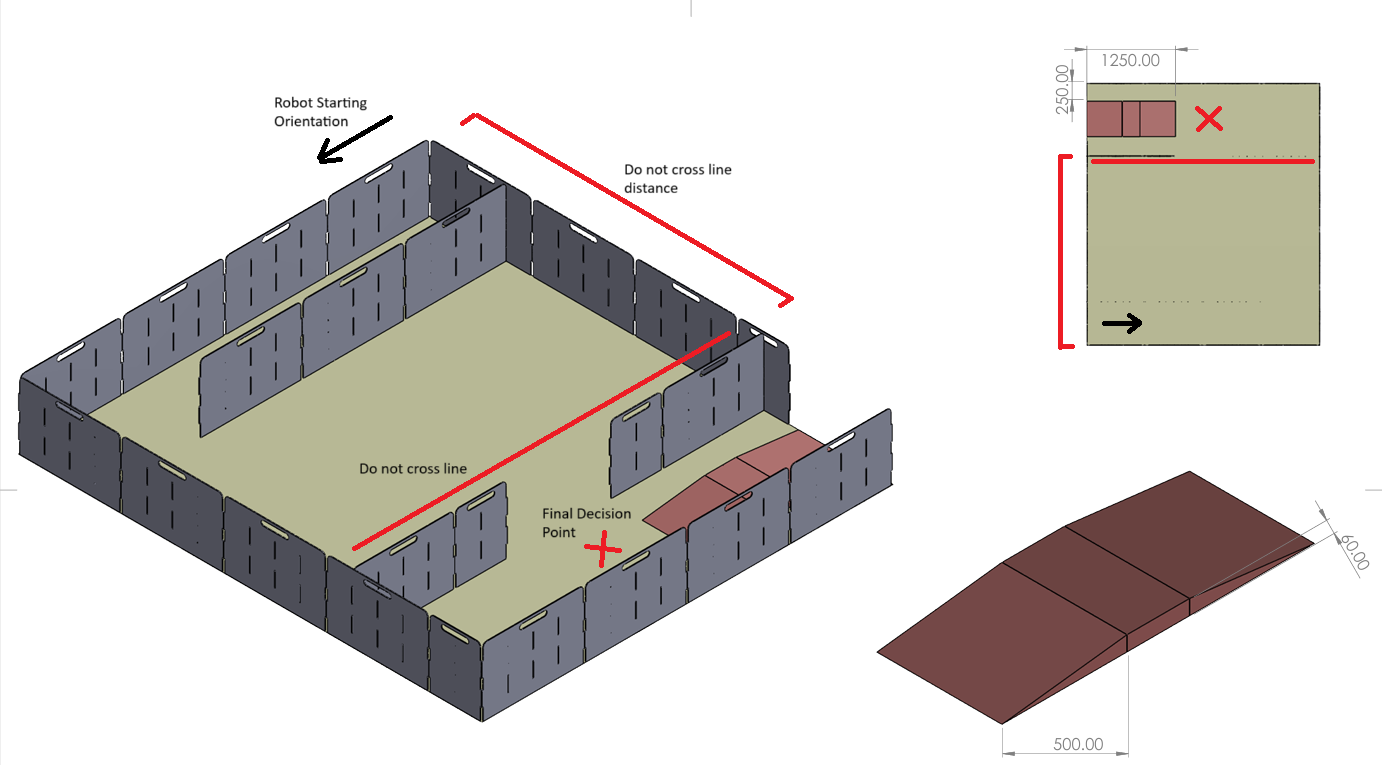 Robot Starting
Orientation
Do not cross line
distance
1250.00
250.00
Do not cross line
Final Decision
Point
60.00
500.00